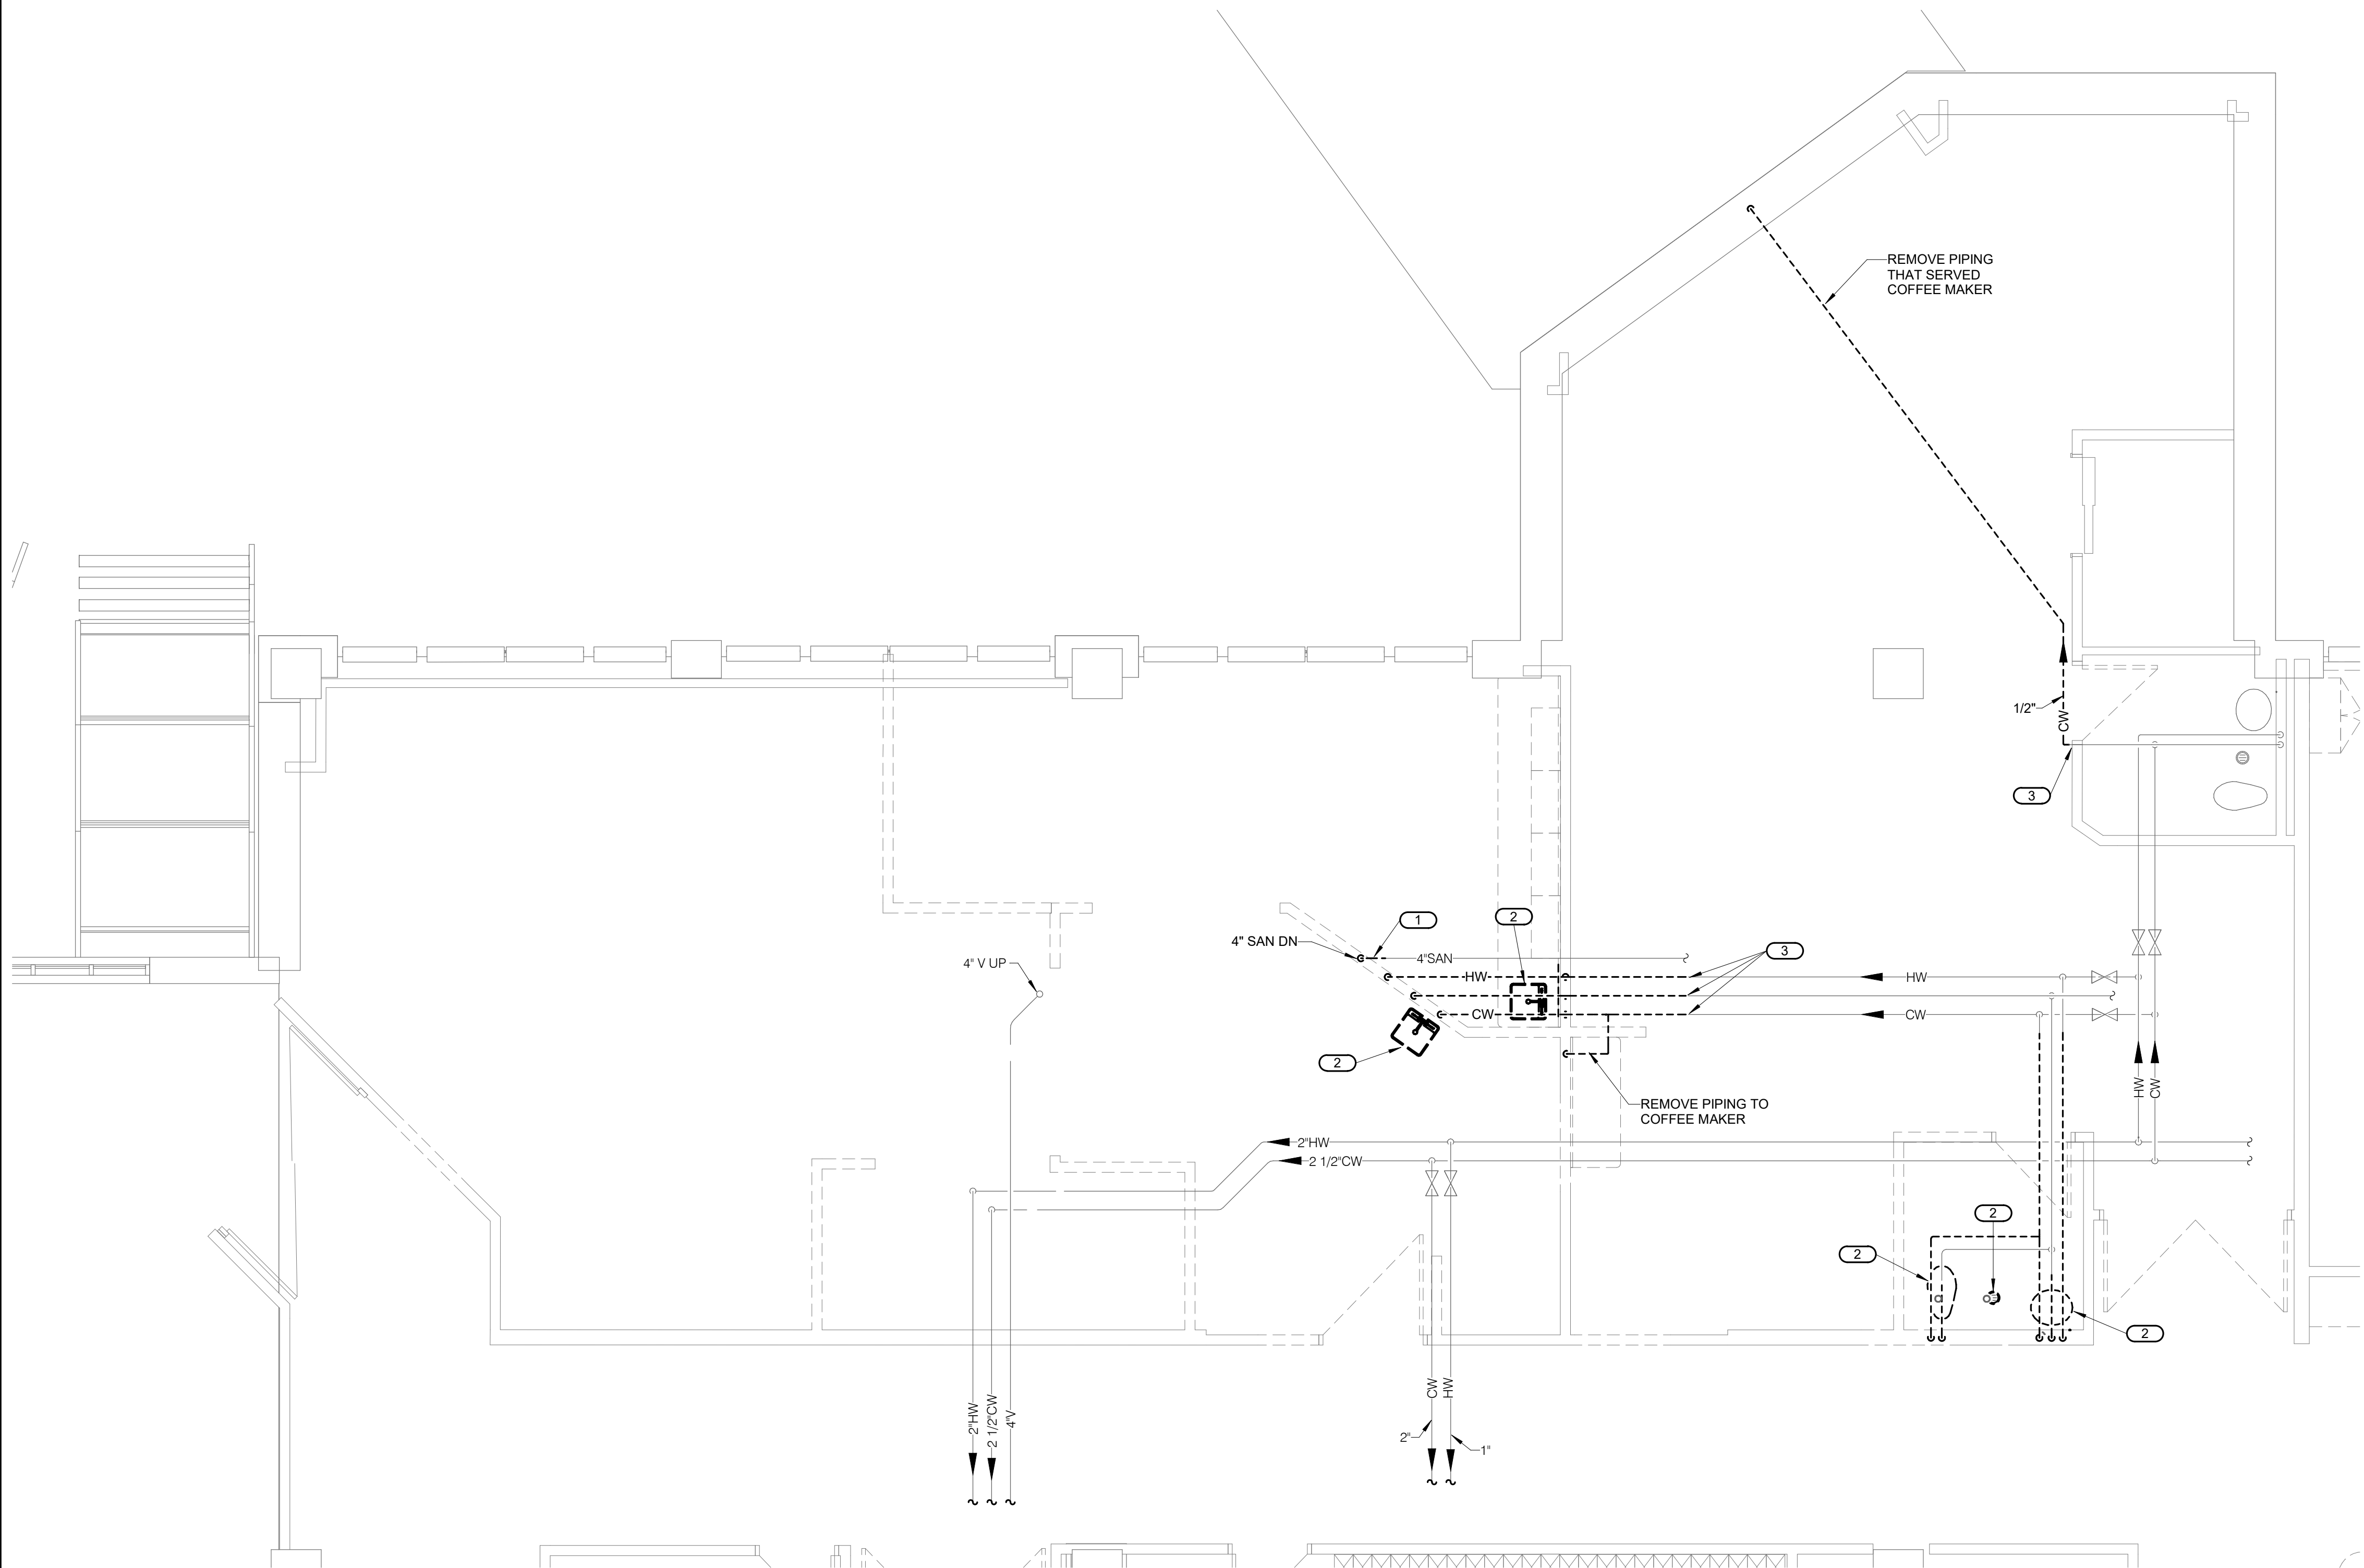 REMOVE PIPING
THAT SERVED
COFFEE MAKER
1/2"
CW
3
1
2
4" SAN DN
4"SAN
3
4" V UP
HW
HW
CW
CW
2
REMOVE PIPING TO
COFFEE MAKER
HW
CW
2"HW
2 1/2"CW
2
2
2
2"HW
2 1/2"CW
4"V
CW
HW
2"
1"